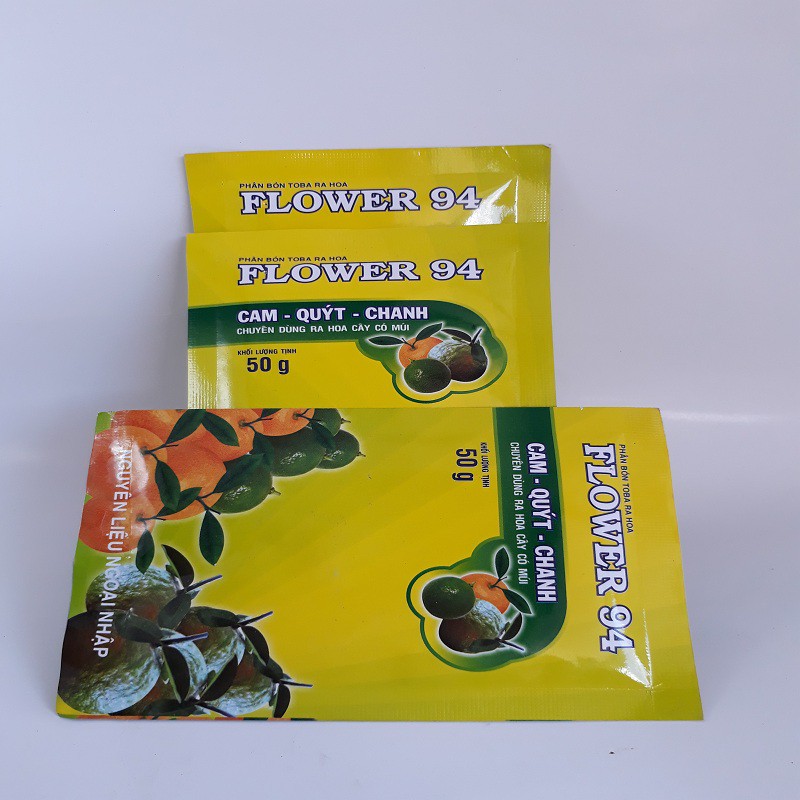 PHÂN BÓN TOBA RA HOA
FLOWER 94
PHÂN BÓN TOBA RA HOA
FLOWER 94
CAM - QUÝT - CHANH
CHUYÊN DÙNG RA HOA CÂY CÓ MÚI
KHỐI LƯỢNG TỊNH
50 g
PHÂN BÓN TOBA RA HOA
FLOWER 94
CAM - QUÝT - CHANH
CHUYÊN DÙNG RA HOA CÂY CÓ MÚI
KHỐI LƯỢNG TỊNH
50 g
NGUYÊN LIỆU NGOẠI NHẬP